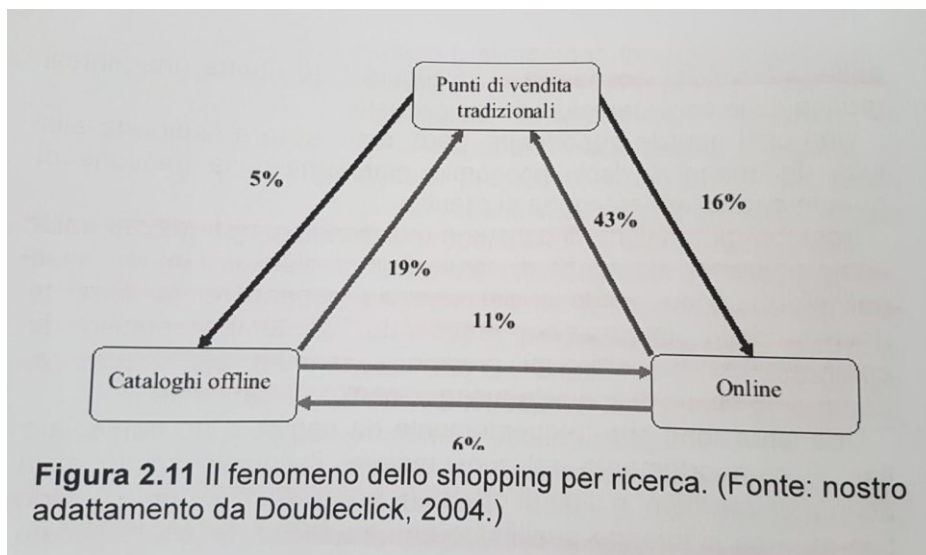 Punti di vendita
tradizionali
5%
16%
43%
19%
11%
Cataloghi offline
Online
6%
Figura 2.11 Il fenomeno dello shopping per ricerca. (Fonte: nostro
adattamento da Doubleclick, 2004.)